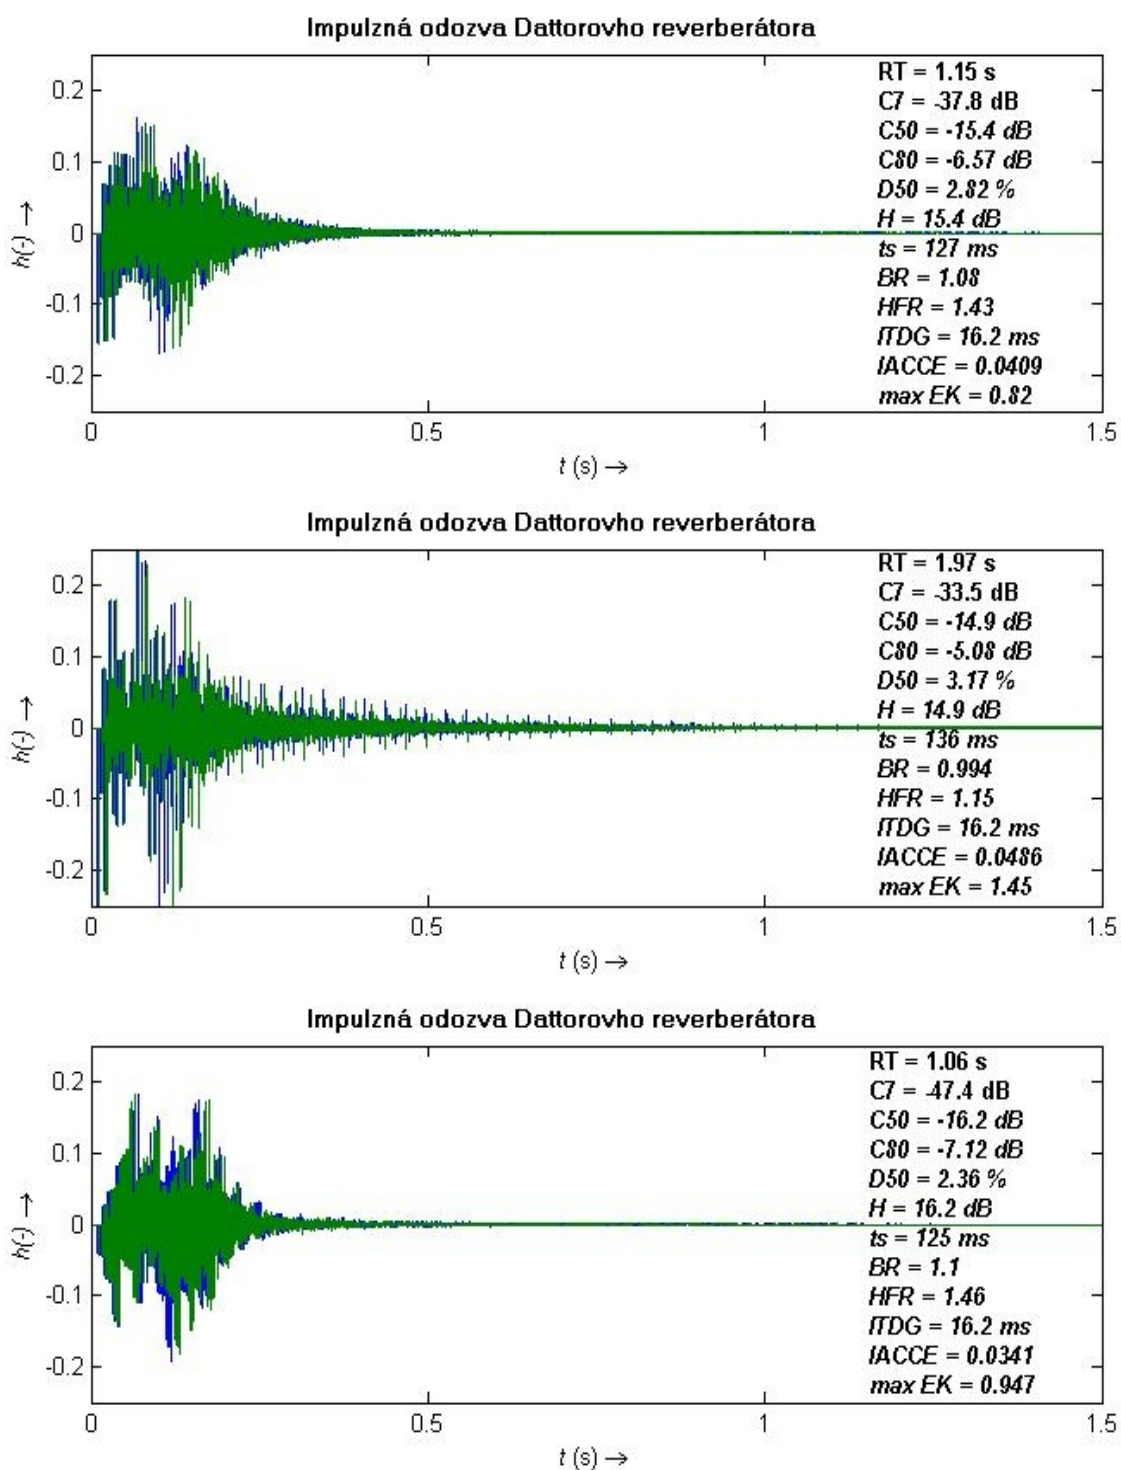 Impulzná odozva Dattorovho reverberátora
0.2
0.1
0
-0.1
-0.2
h(-) →
RT = 1.15 s
C7 = -37.8 dB
C50 = -15.4 dB
C80 = -6.57 dB
D50 = 2.82 %
H = 15.4 dB
ts = 127 ms
BR = 1.08
HFR = 1.43
ITDG = 16.2 ms
IACCE = 0.0409
max EK = 0.82
0 0.5 1 1.5
t (s) →
Impulzná odozva Dattorovho reverberátora
0.2
0.1
0
-0.1
-0.2
h(-) →
RT = 1.97 s
C7 = -33.5 dB
C50 = -14.9 dB
C80 = -5.08 dB
D50 = 3.17 %
H = 14.9 dB
ts = 136 ms
BR = 0.994
HFR = 1.15
ITDG = 16.2 ms
IACCE = 0.0486
max EK = 1.45
0 0.5 1 1.5
t (s) →
Impulzná odozva Dattorovho reverberátora
0.2
0.1
0
-0.1
-0.2
h(-) →
RT = 1.06 s
C7 = -47.4 dB
C50 = -16.2 dB
C80 = -7.12 dB
D50 = 2.36 %
H = 16.2 dB
ts = 125 ms
BR = 1.1
HFR = 1.46
ITDG = 16.2 ms
IACCE = 0.0341
max EK = 0.947
0 0.5 1 1.5
t (s) →